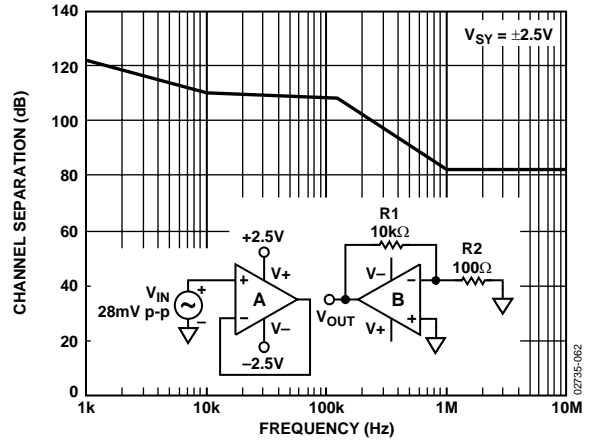 140
120
100
80
60
40
20
0
CHANNEL SEPARATION (dB)
V_SY = ±2.5V
R1
10kΩ
+2.5V
V+
V–
R2
100Ω
V_IN
28mV p-p
+
–
+
–
A
V–
–2.5V
V_OUT
B
–
+
V+
1k
10k
100k
1M
10M
FREQUENCY (Hz)
02735-062